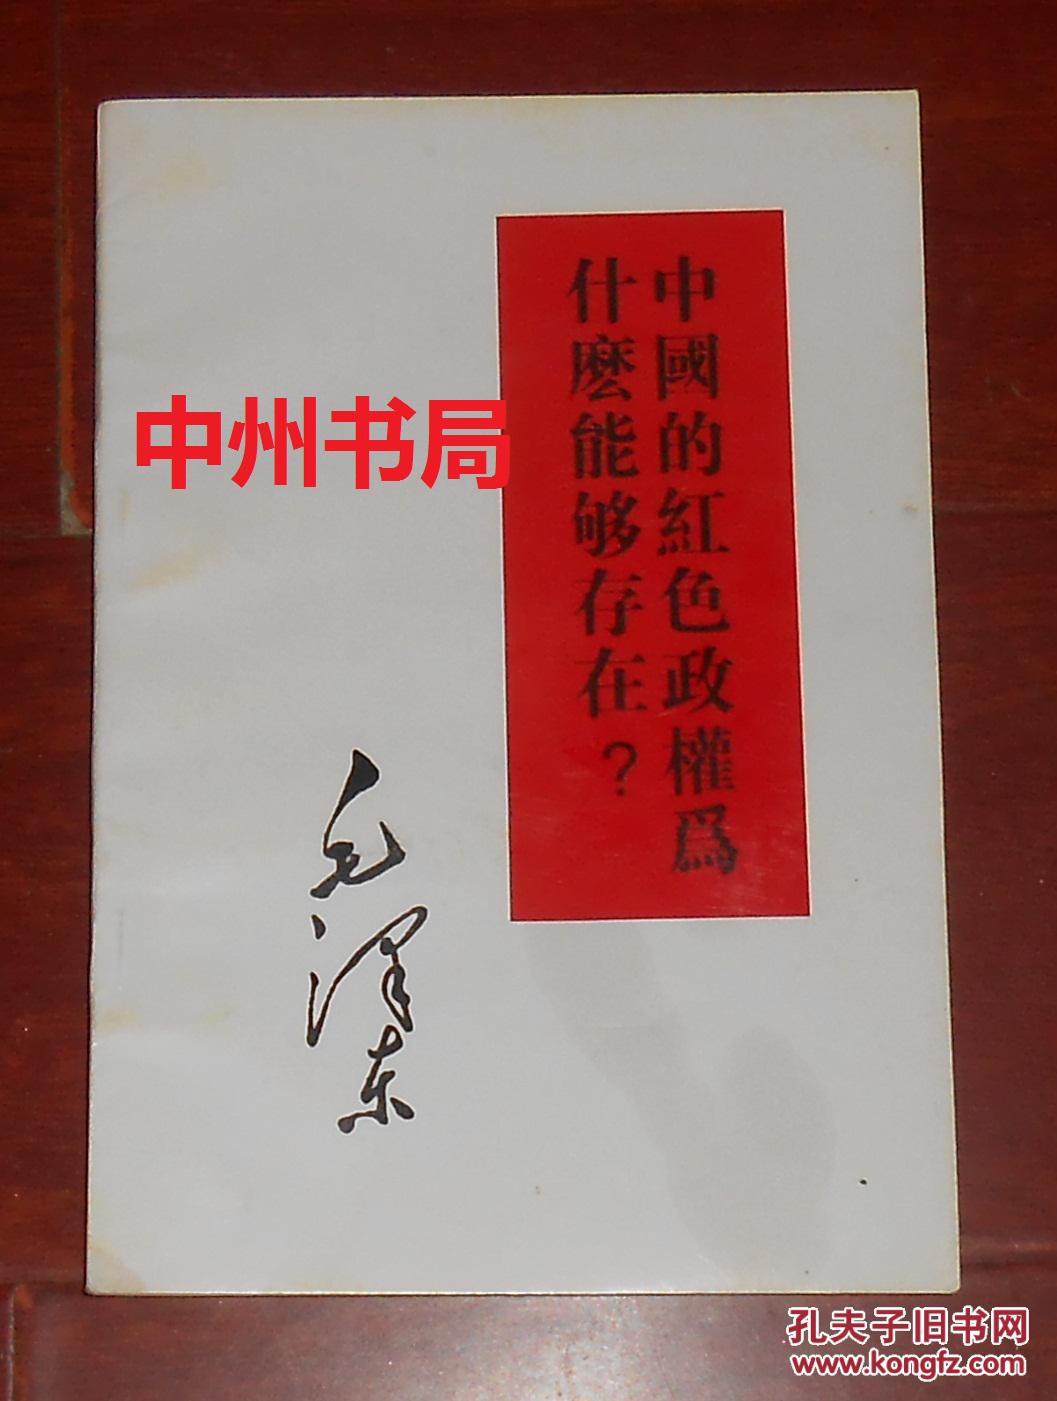 中國的紅色政權爲
什麽能够存在？
中州书局
毛泽东
孔夫子旧书网
www.kongfz.com